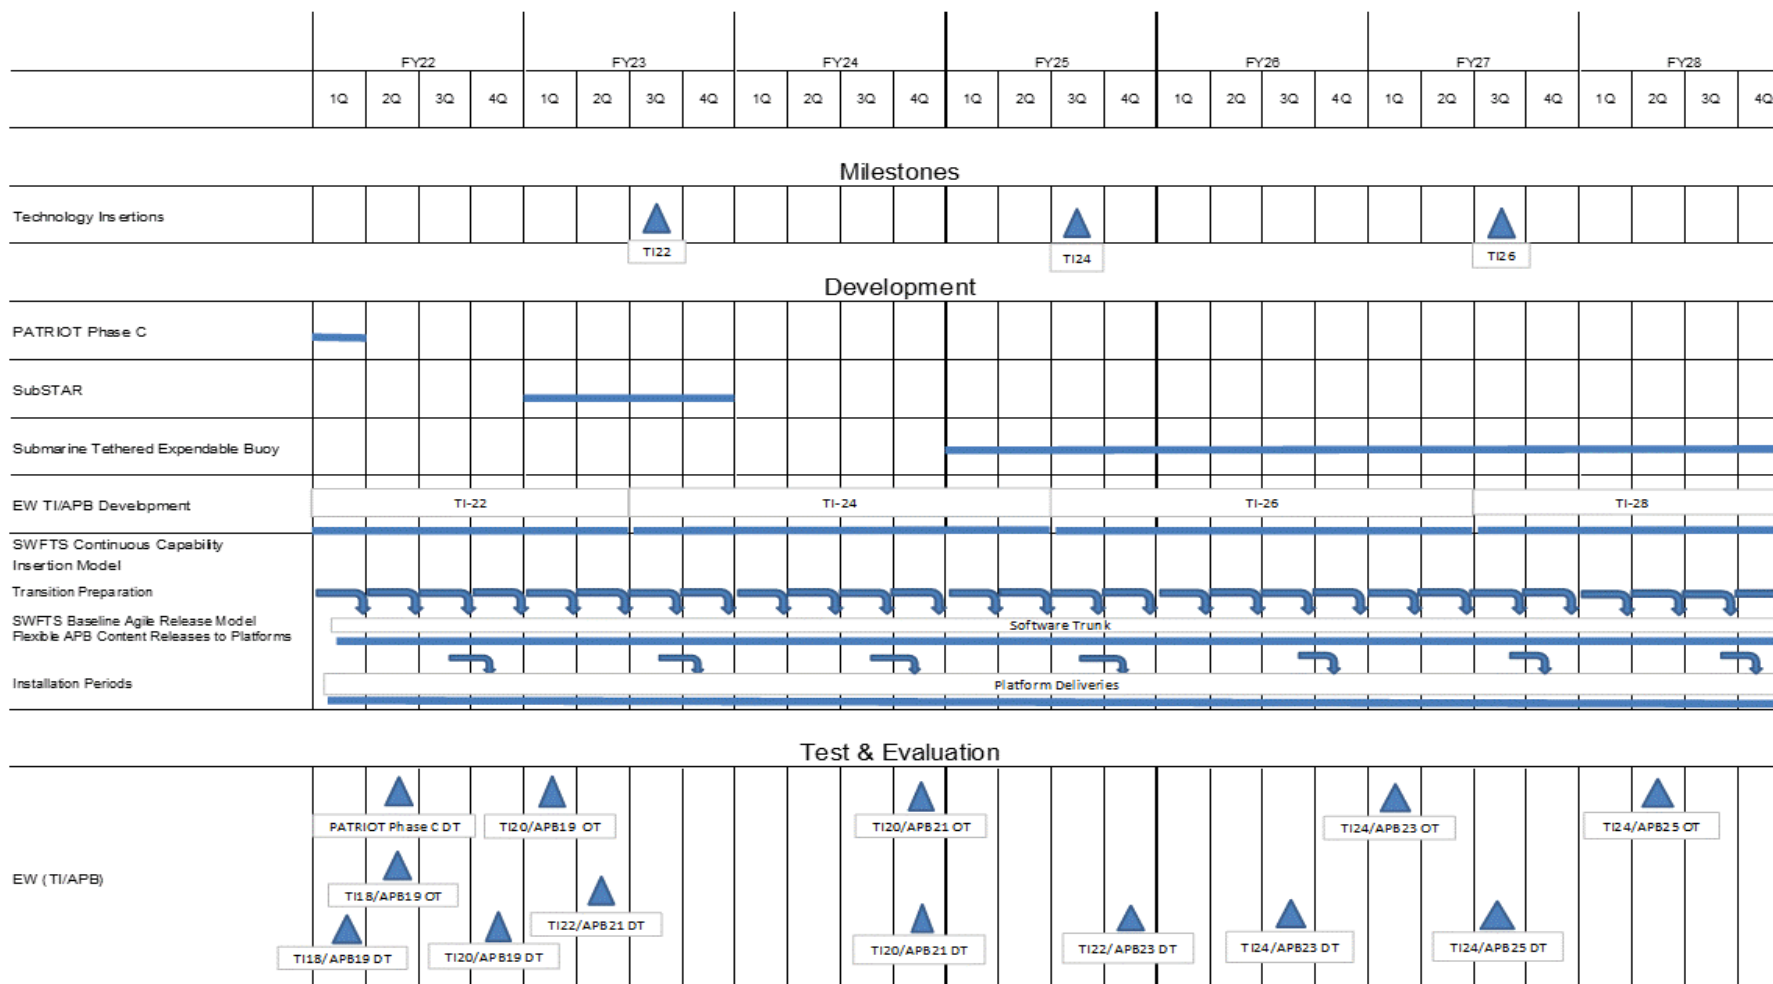 FY22 FY23 FY24 FY25 FY26 FY27 FY28
1Q 2Q 3Q 4Q 1Q 2Q 3Q 4Q 1Q 2Q 3Q 4Q 1Q 2Q 3Q 4Q 1Q 2Q 3Q 4Q 1Q 2Q 3Q 4Q 1Q 2Q 3Q 4Q
Milestones
Technology Insertions
TI22 TI24 TI26
Development
PATRIOT Phase C
SubSTAR
Submarine Tethered Expendable Buoy
EW TI/APB Development
TI-22 TI-24 TI-26 TI-28
SWFTS Continuous Capability
Insertion Model
Transition Preparation
SWFTS Baseline Agile Release Model
Software Trunk
Flexible APB Content Releases to Platforms
Installation Periods
Platform Deliveries
Test & Evaluation
PATRIOT Phase C DT TI20/APB19 OT TI20/APB21 OT TI24/APB23 OT TI24/APB25 OT
EW (TI/APB)
TI18/APB19 OT
TI22/APB21 DT
TI18/APB19 DT TI20/APB19 DT TI20/APB21 DT TI22/APB23 DT TI24/APB23 DT TI24/APB25 DT